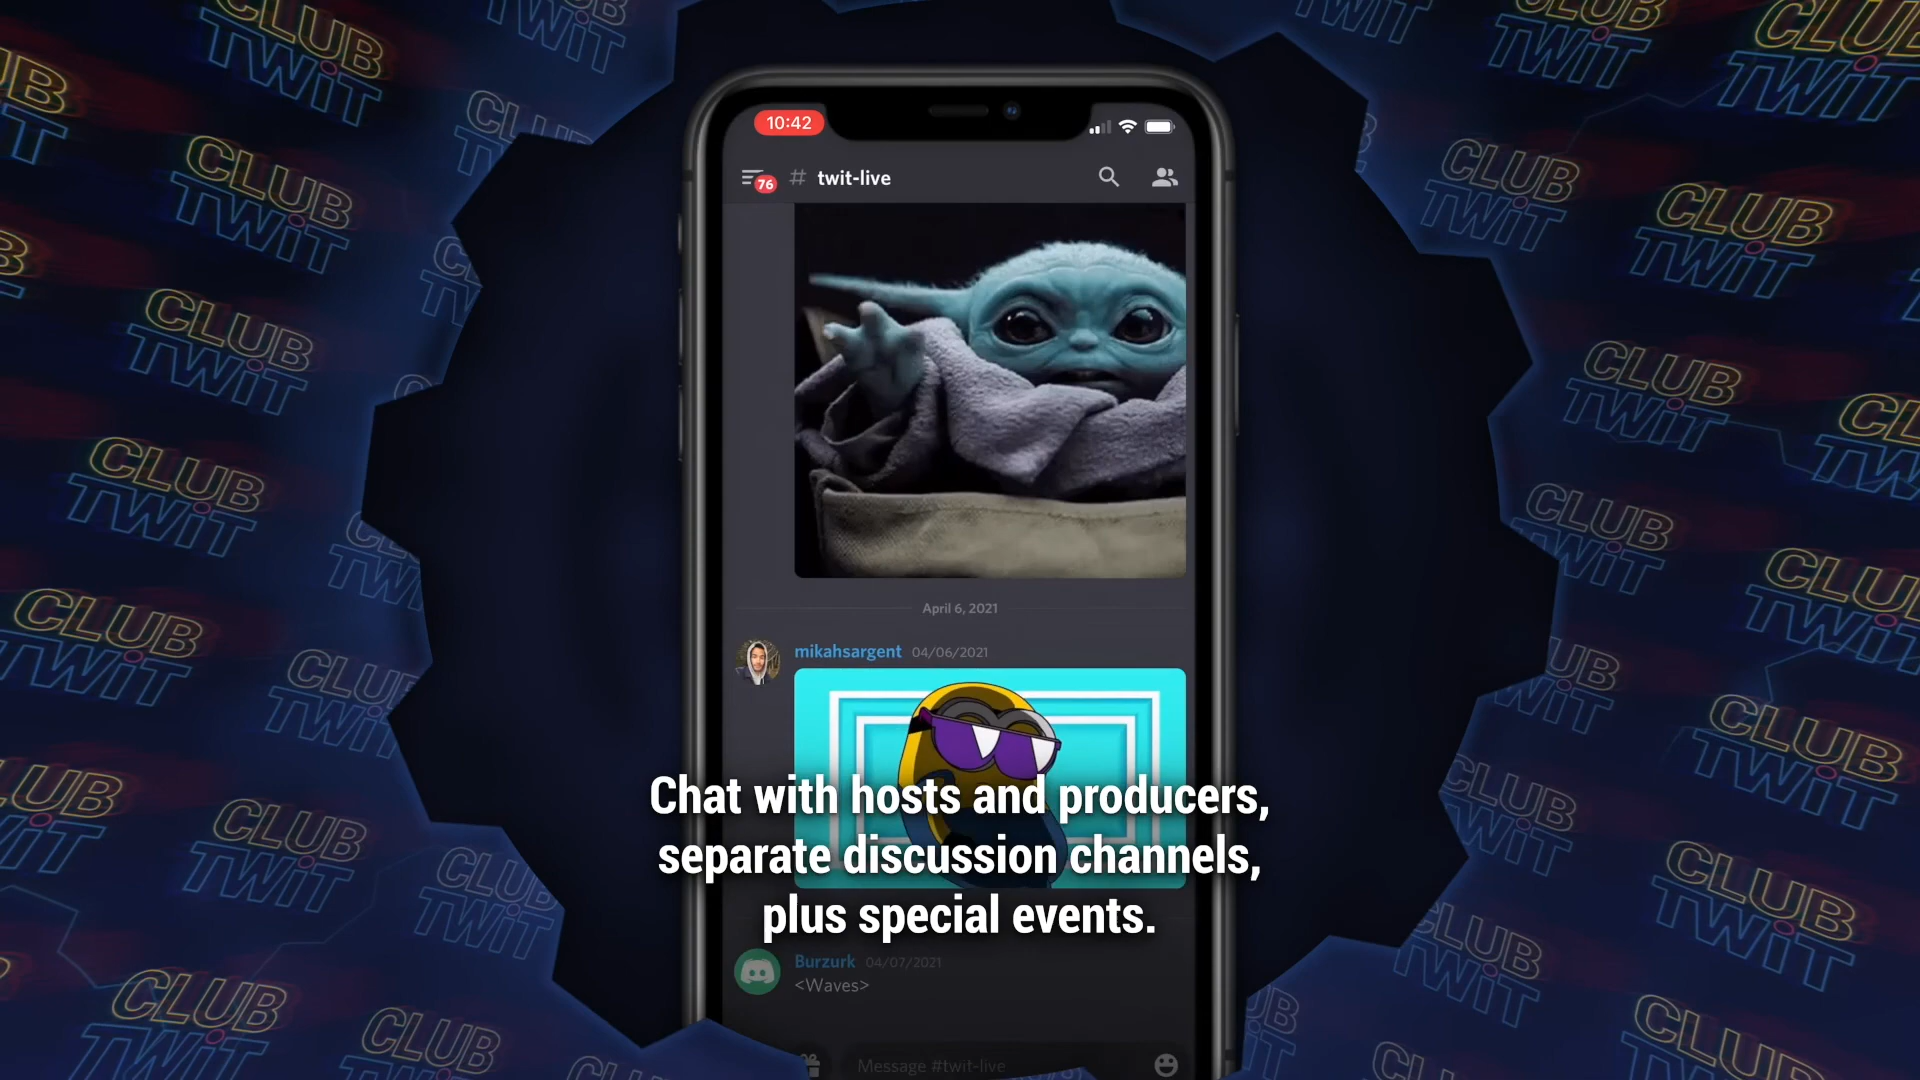 10:42
76
# twit-live
April 6, 2021
mikahsargent 04/06/2021
Chat with hosts and producers,
separate discussion channels,
plus special events.
Burzurk 04/07/2021
<Waves>
Message #twit-live
CLUB
TWiT